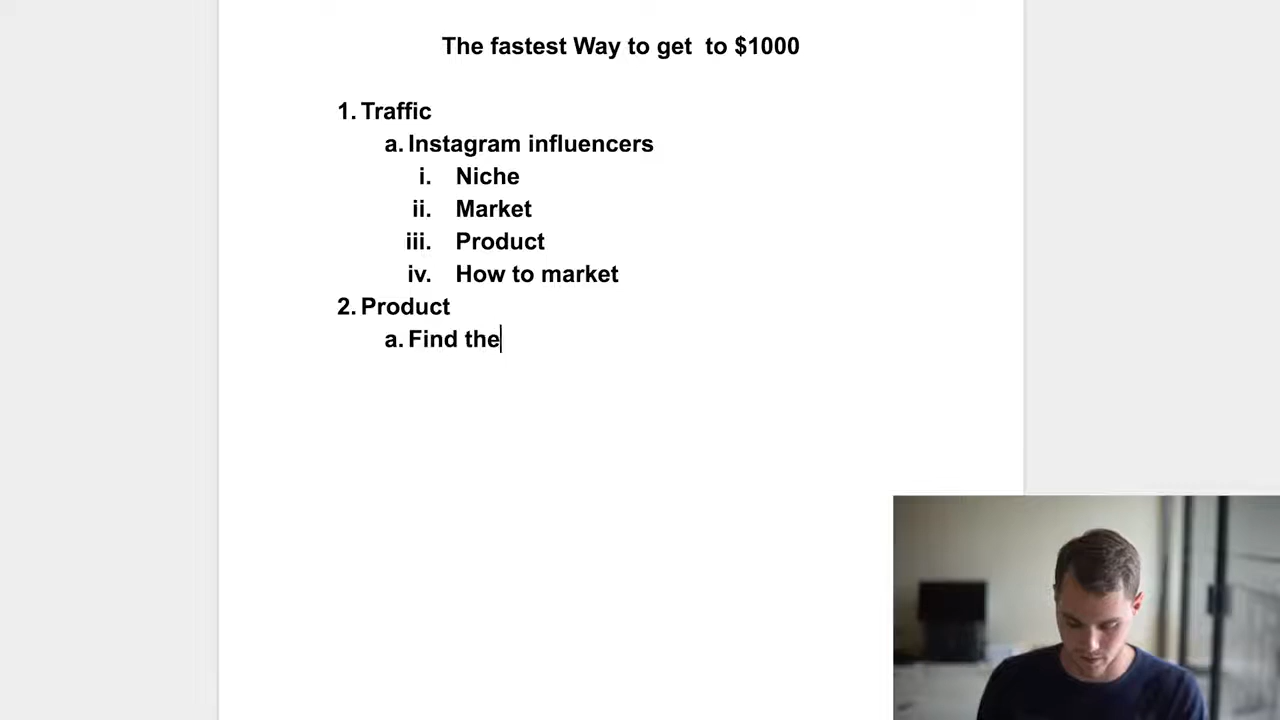 The fastest Way to get  to $1000
1. Traffic
a. Instagram influencers
i. Niche
ii. Market
iii. Product
iv. How to market
2. Product
a. Find the